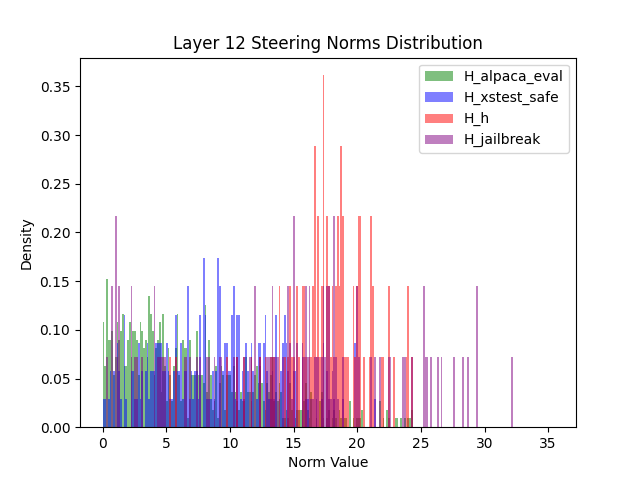 Layer 12 Steering Norms Distribution
H_alpaca_eval
H_xstest_safe
H_h
H_jailbreak
Density
0.35
0.30
0.25
0.20
0.15
0.10
0.05
0.00
0 5 10 15 20 25 30 35
Norm Value